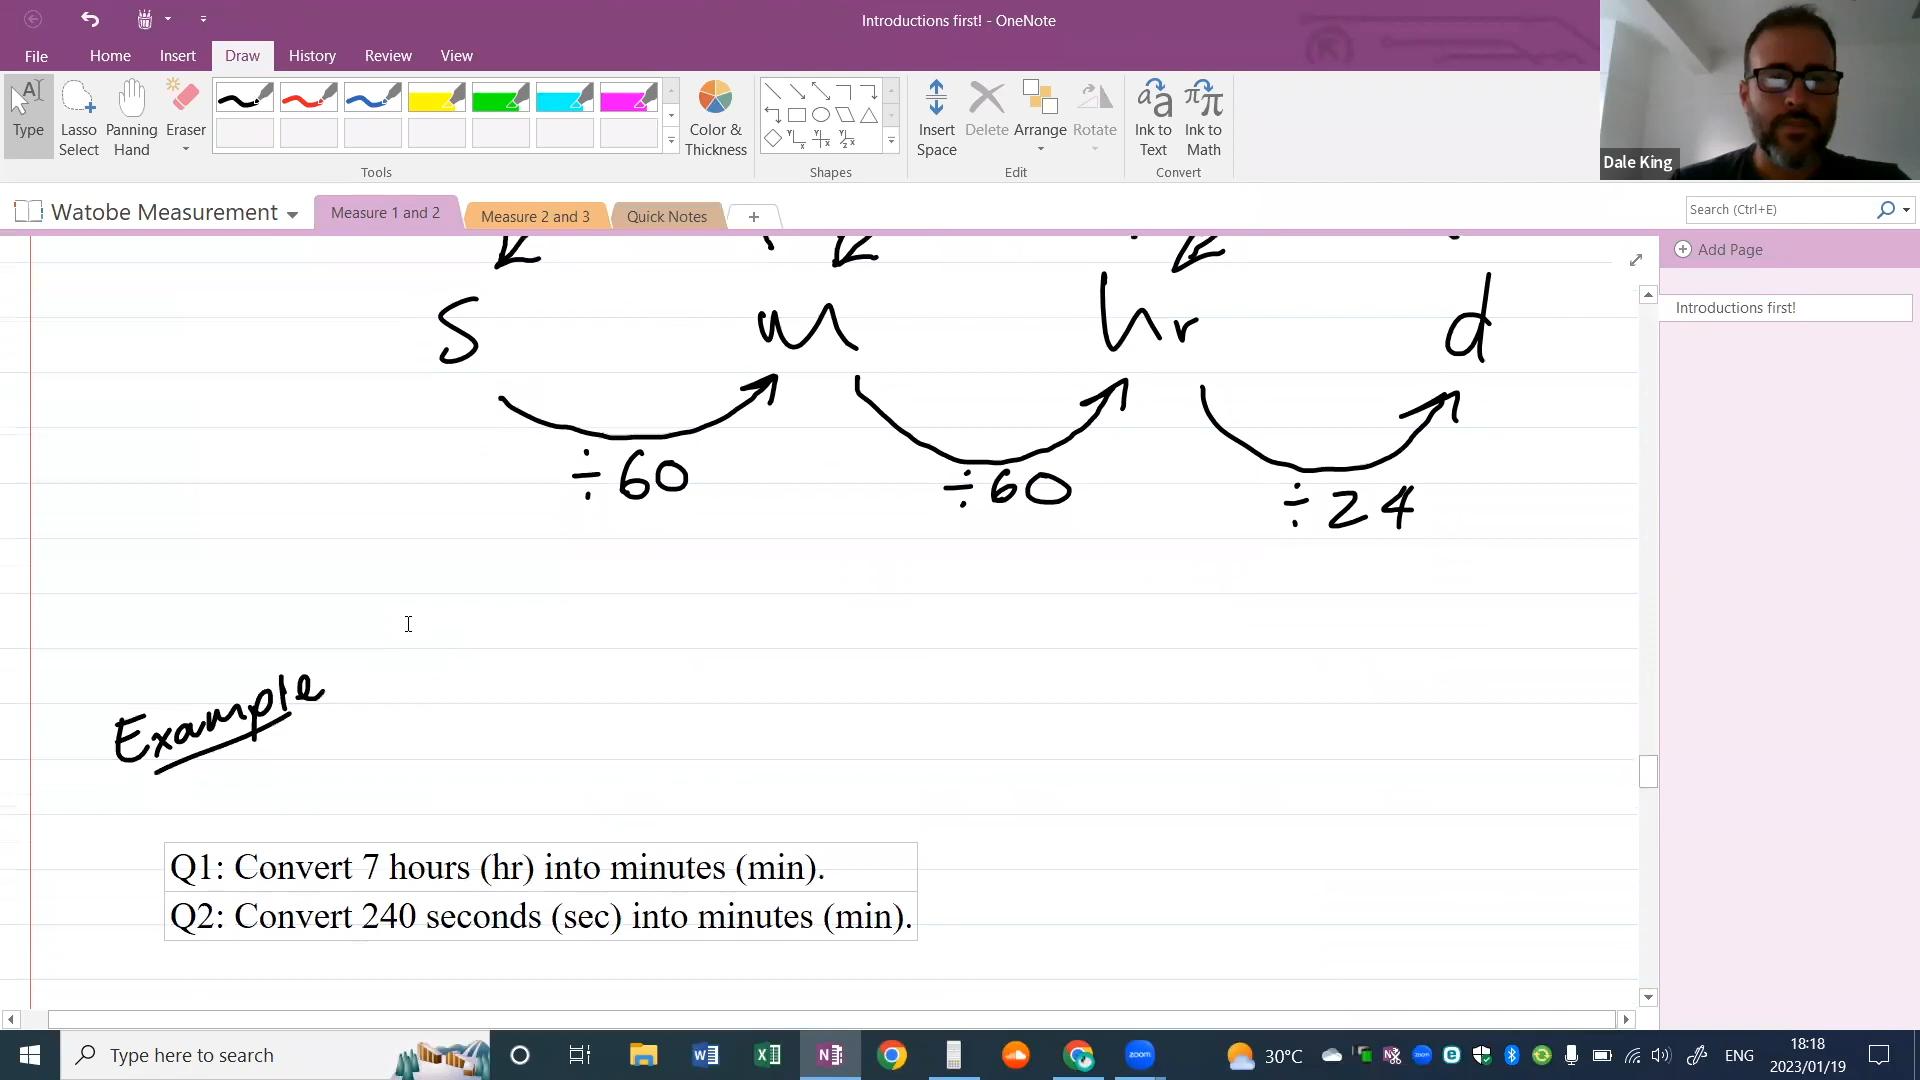 Introductions first! - OneNote
File Home Insert Draw History Review View
Type
Lasso Select
Panning Hand
Eraser
Color & Thickness
Insert Space
Delete
Arrange
Rotate
Ink to Text
Ink to Math
Tools Shapes Edit Convert
Dale King
Watobe Measurement
Measure 1 and 2
Measure 2 and 3
Quick Notes
Search (Ctrl+E)
Add Page
Introductions first!
s m hr d
÷60 ÷60 ÷24
Example
Q1: Convert 7 hours (hr) into minutes (min).
Q2: Convert 240 seconds (sec) into minutes (min).
Type here to search
zoom
30°C
ENG
18:18
2023/01/19